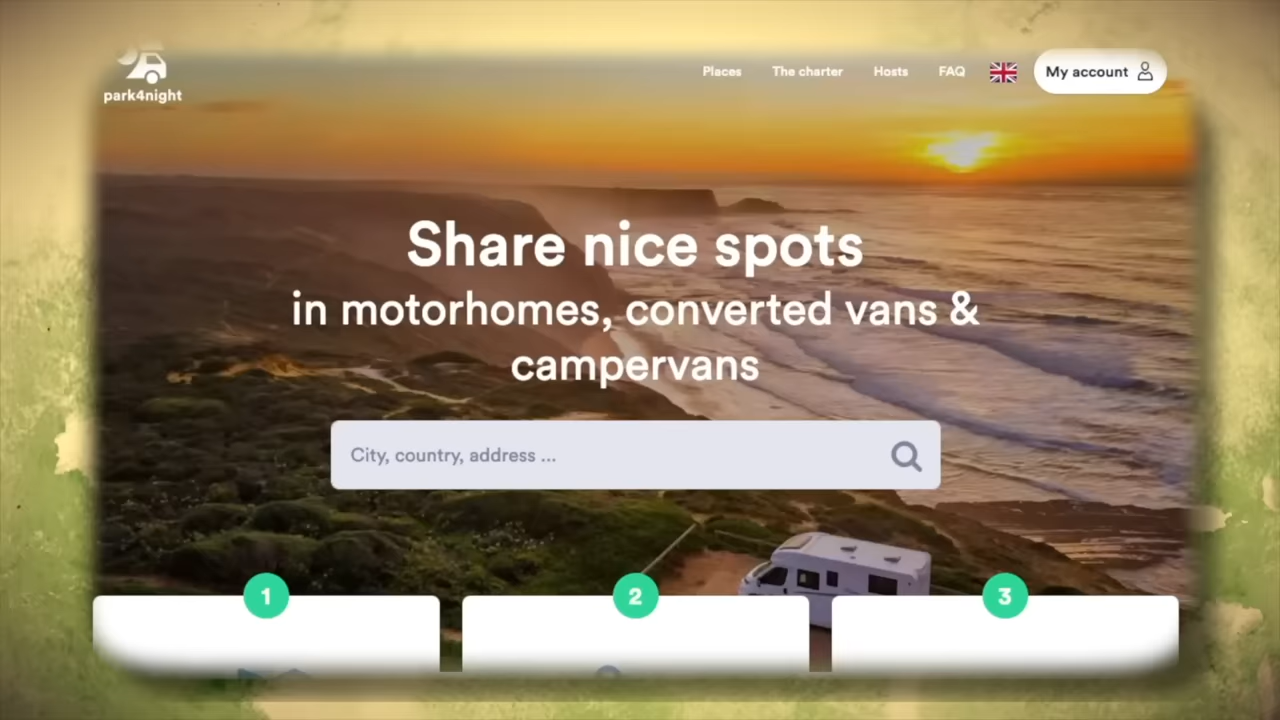 park4night
Places
The charter
Hosts
FAQ
My account
Share nice spots
in motorhomes, converted vans &
campervans
City, country, address ...
1
2
3